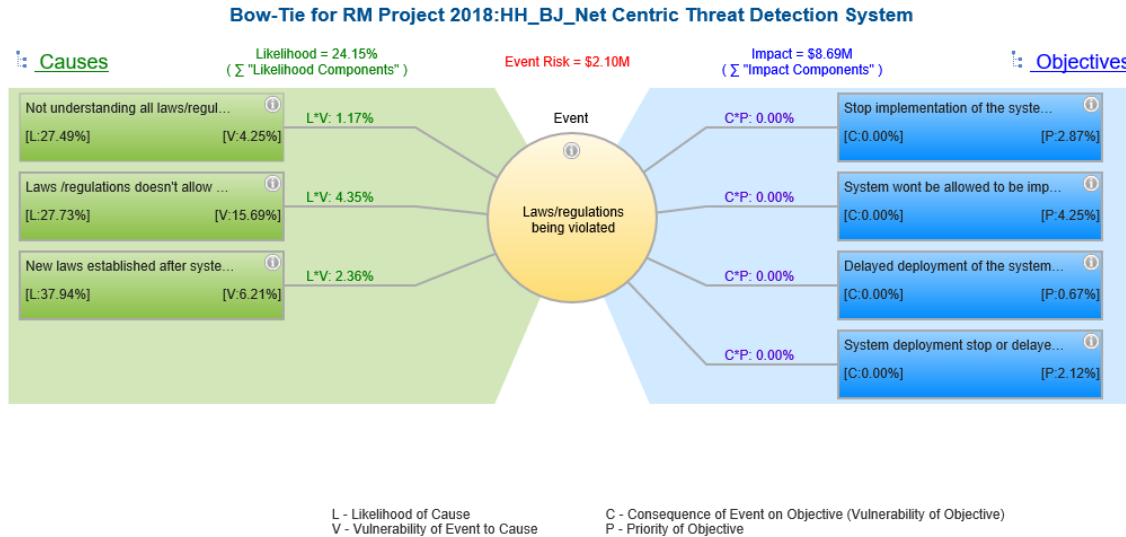 Bow-Tie for RM Project 2018:HH_BJ_Net Centric Threat Detection System
Causes
Likelihood = 24.15%
( ∑ "Likelihood Components" )
Event Risk = $2.10M
Impact = $8.69M
( ∑ "Impact Components" )
Objectives
Not understanding all laws/regul...
[L:27.49%] [V:4.25%]
L*V: 1.17%
Laws /regulations doesn't allow ...
[L:27.73%] [V:15.69%]
L*V: 4.35%
New laws established after syste...
[L:37.94%] [V:6.21%]
L*V: 2.36%
Event
Laws/regulations
being violated
C*P: 0.00%
Stop implementation of the syste...
[C:0.00%] [P:2.87%]
C*P: 0.00%
System wont be allowed to be imp...
[C:0.00%] [P:4.25%]
C*P: 0.00%
Delayed deployment of the system...
[C:0.00%] [P:0.67%]
C*P: 0.00%
System deployment stop or delaye...
[C:0.00%] [P:2.12%]
L - Likelihood of Cause
V - Vulnerability of Event to Cause
C - Consequence of Event on Objective (Vulnerability of Objective)
P - Priority of Objective